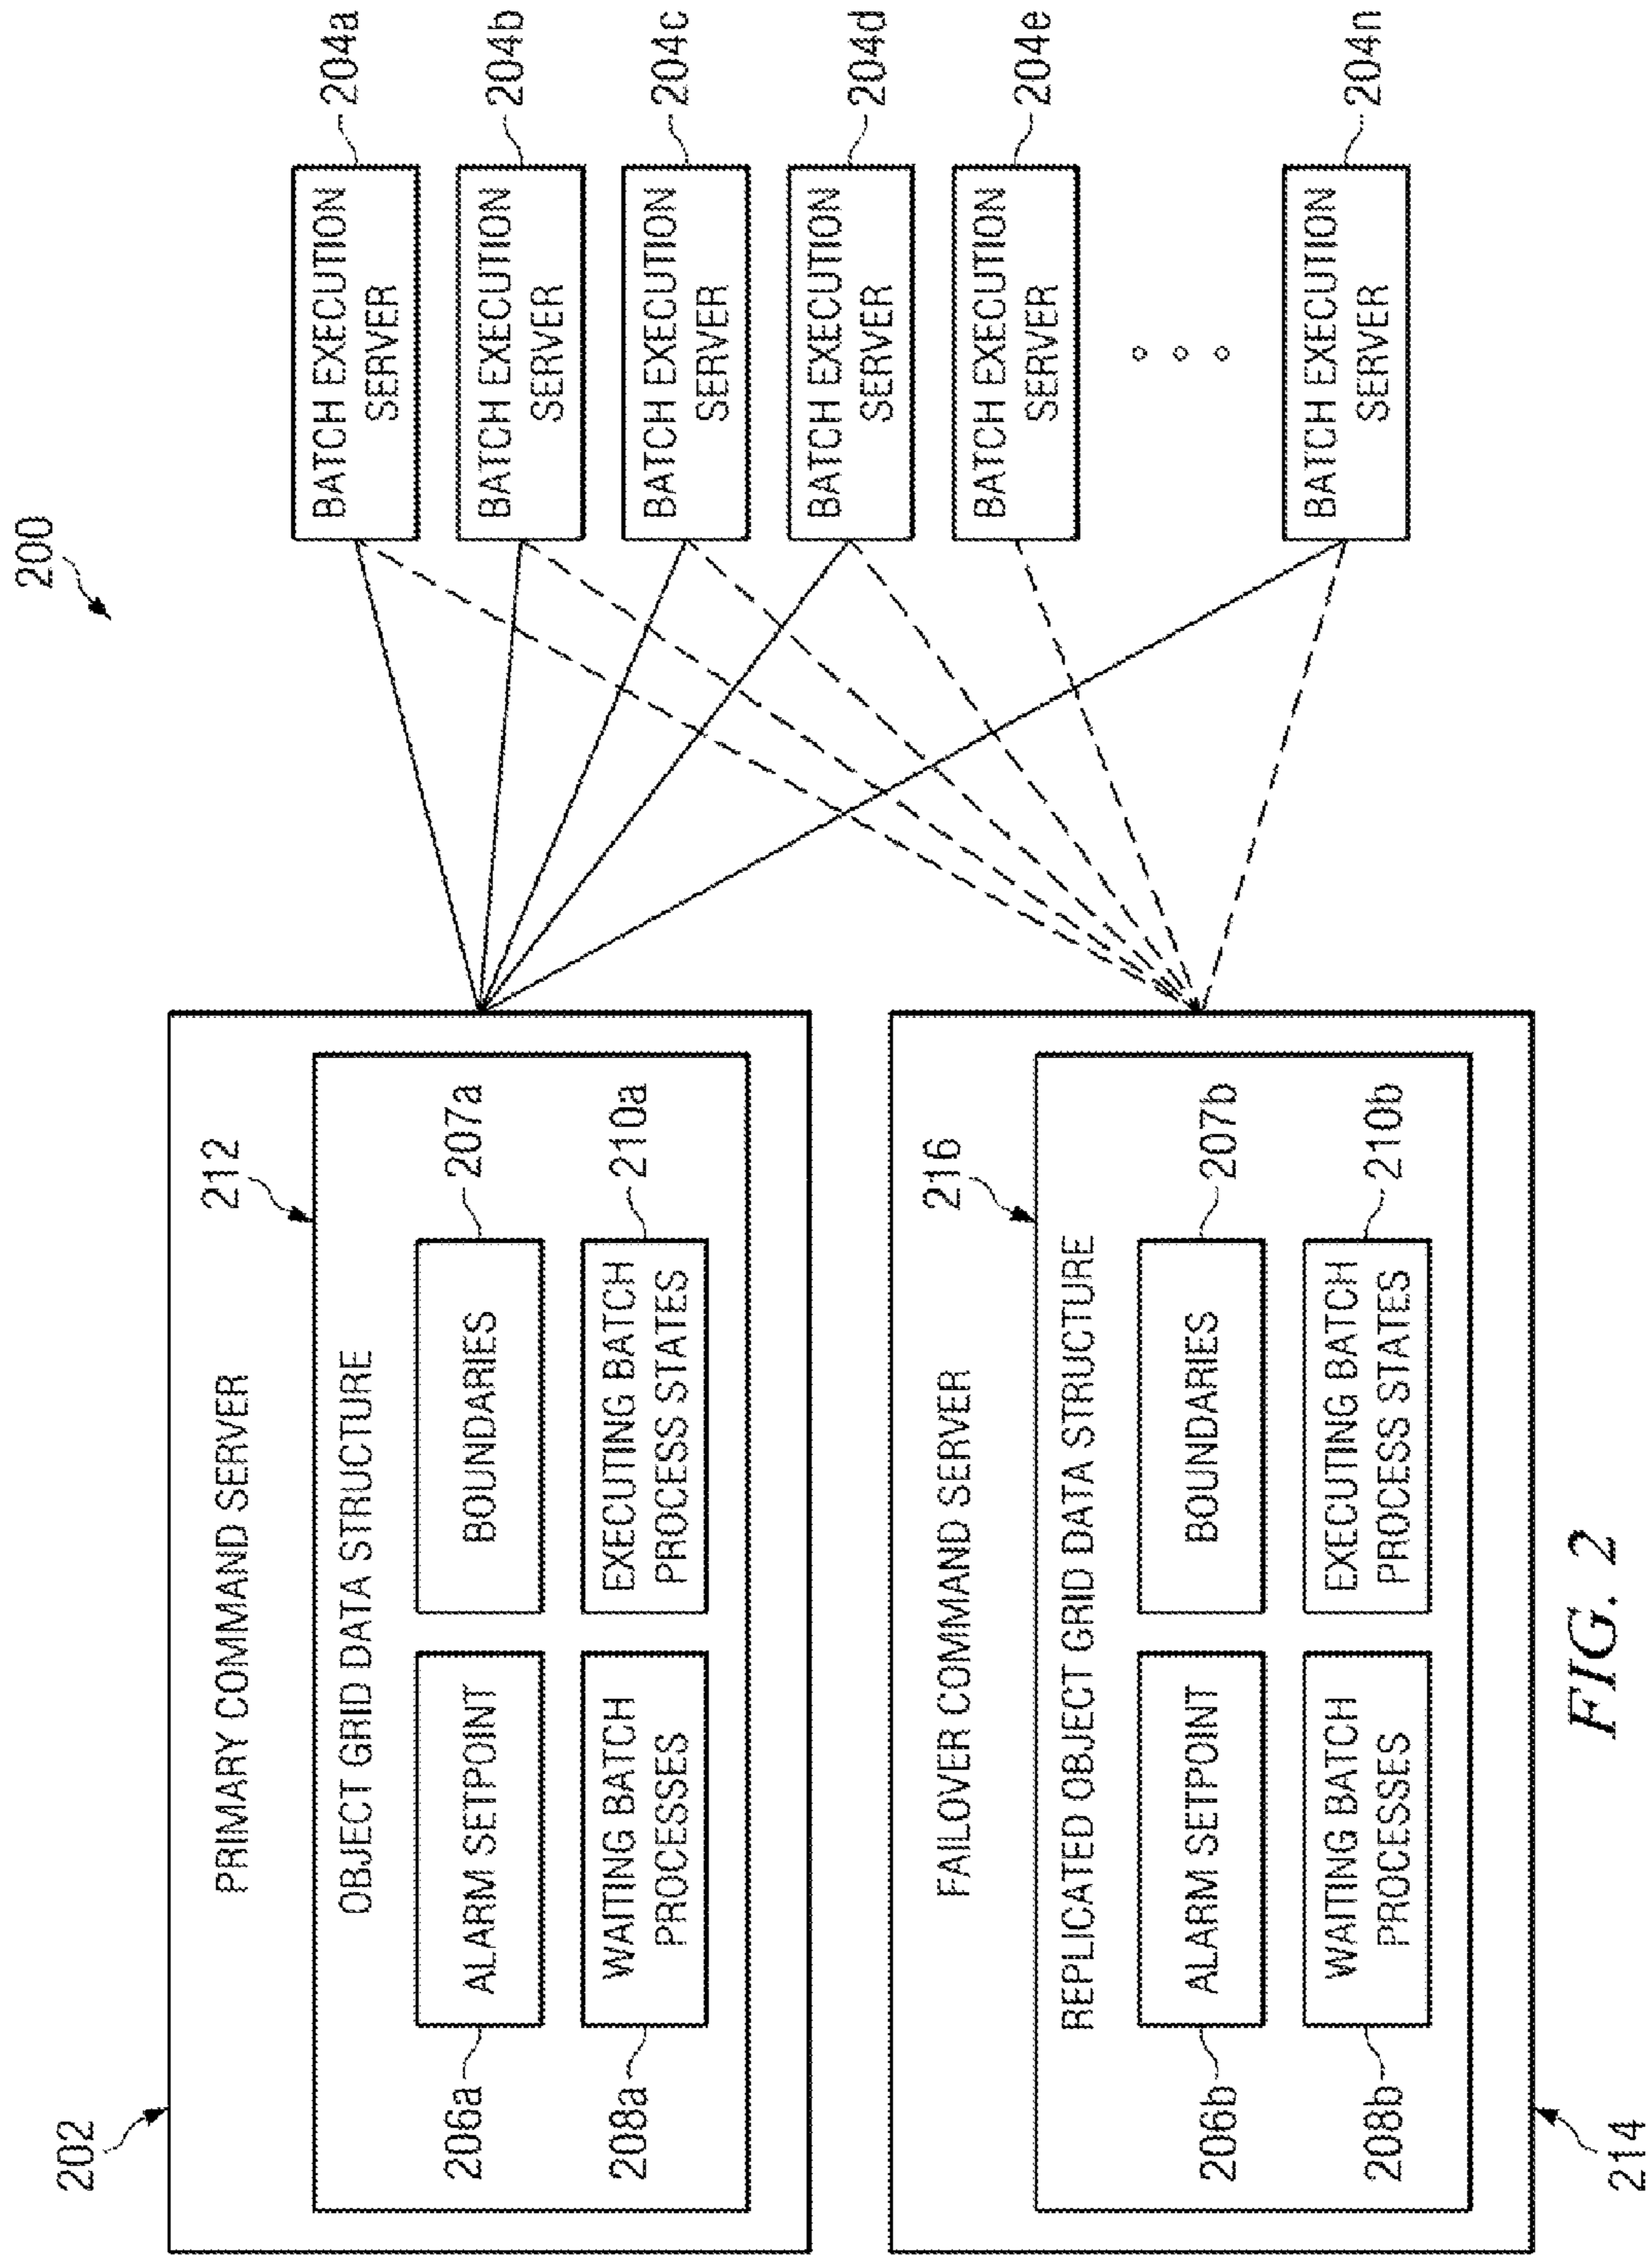 200
202
PRIMARY COMMAND SERVER
212
OBJECT GRID DATA STRUCTURE
206a
ALARM SETPOINT
BOUNDARIES
207a
208a
WAITING BATCH
PROCESSES
EXECUTING BATCH
PROCESS STATES
210a
FAILOVER COMMAND SERVER
216
REPLICATED OBJECT GRID DATA STRUCTURE
206b
ALARM SETPOINT
BOUNDARIES
207b
208b
WAITING BATCH
PROCESSES
EXECUTING BATCH
PROCESS STATES
210b
214
BATCH EXECUTION
SERVER
204a
BATCH EXECUTION
SERVER
204b
BATCH EXECUTION
SERVER
204c
BATCH EXECUTION
SERVER
204d
BATCH EXECUTION
SERVER
204e
BATCH EXECUTION
SERVER
204n
FIG. 2